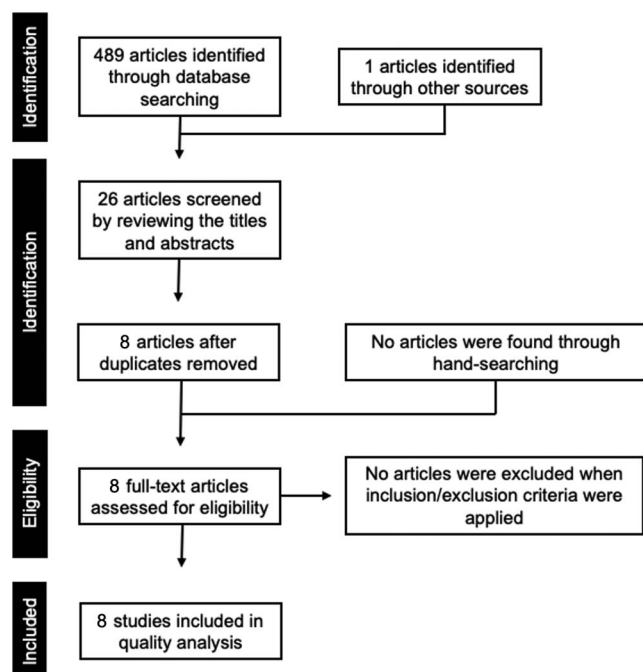 Identification
489 articles identified
through database
searching
1 articles identified
through other sources
Identification
26 articles screened
by reviewing the titles
and abstracts
8 articles after
duplicates removed
No articles were found through
hand-searching
Eligibility
8 full-text articles
assessed for eligibility
No articles were excluded when
inclusion/exclusion criteria were
applied
Included
8 studies included in
quality analysis